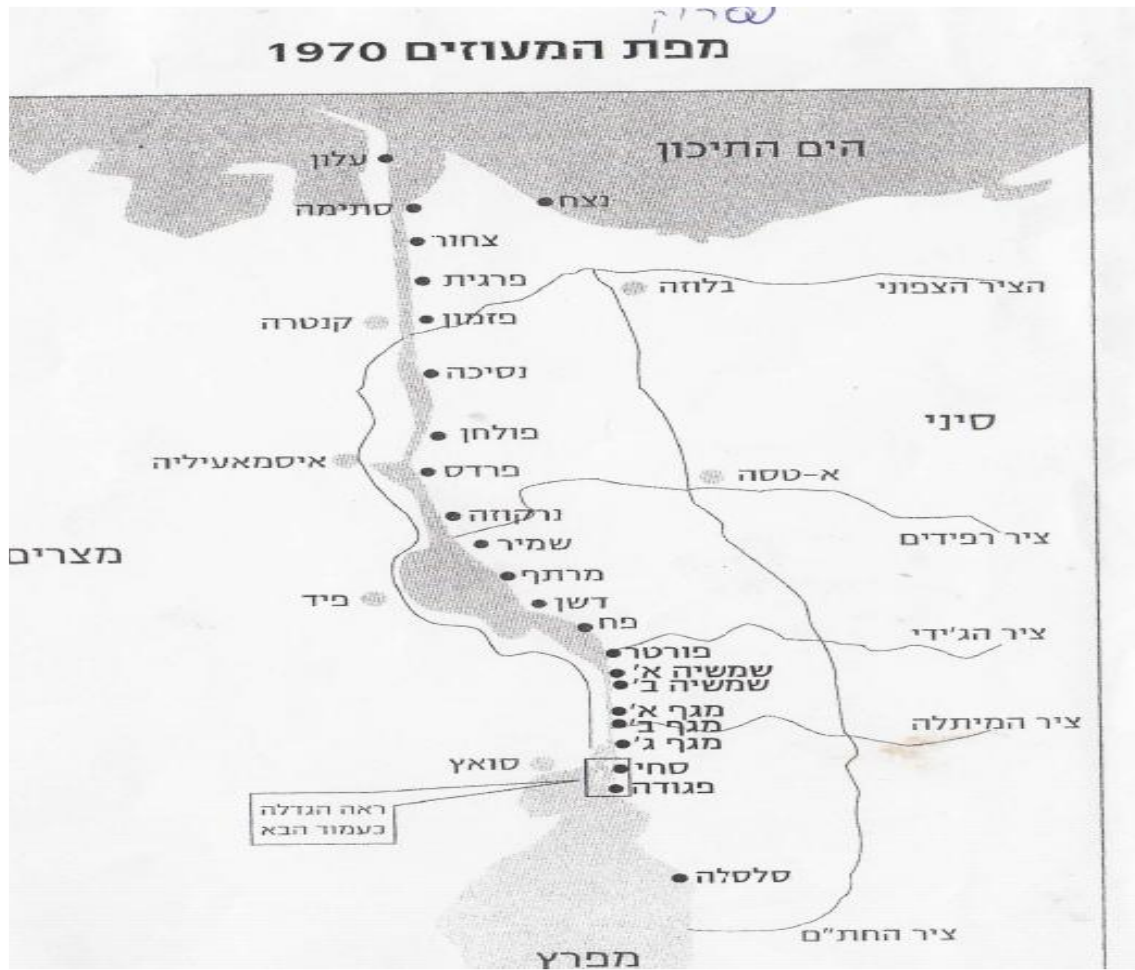 סרוק
מפת המעוזים 1970
הים התיכון
עלון
נצח
סתימה
צחור
פרגית
הציר הצפוני
בלוזה
פזמון
קנטרה
נסיכה
סיני
פולחן
איסמאעיליה
פרדס
א-טסה
נרקוזה
ציר רפידים
שמיר
מצרים
מרתף
פיד
דשן
פח
ציר הג'ידי
פורטר
שמשיה א'
שמשיה ב'
מגף א'
ציר המיתלה
מגף ב'
מגף ג'
סואץ
סחי
פגודה
ראה הגדלה
בעמוד הבא
סלסלה
ציר החת"ם
מפרץ